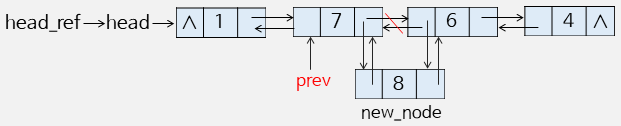 head_ref head ∧ 1 7 6 4 ∧
prev 8
new_node